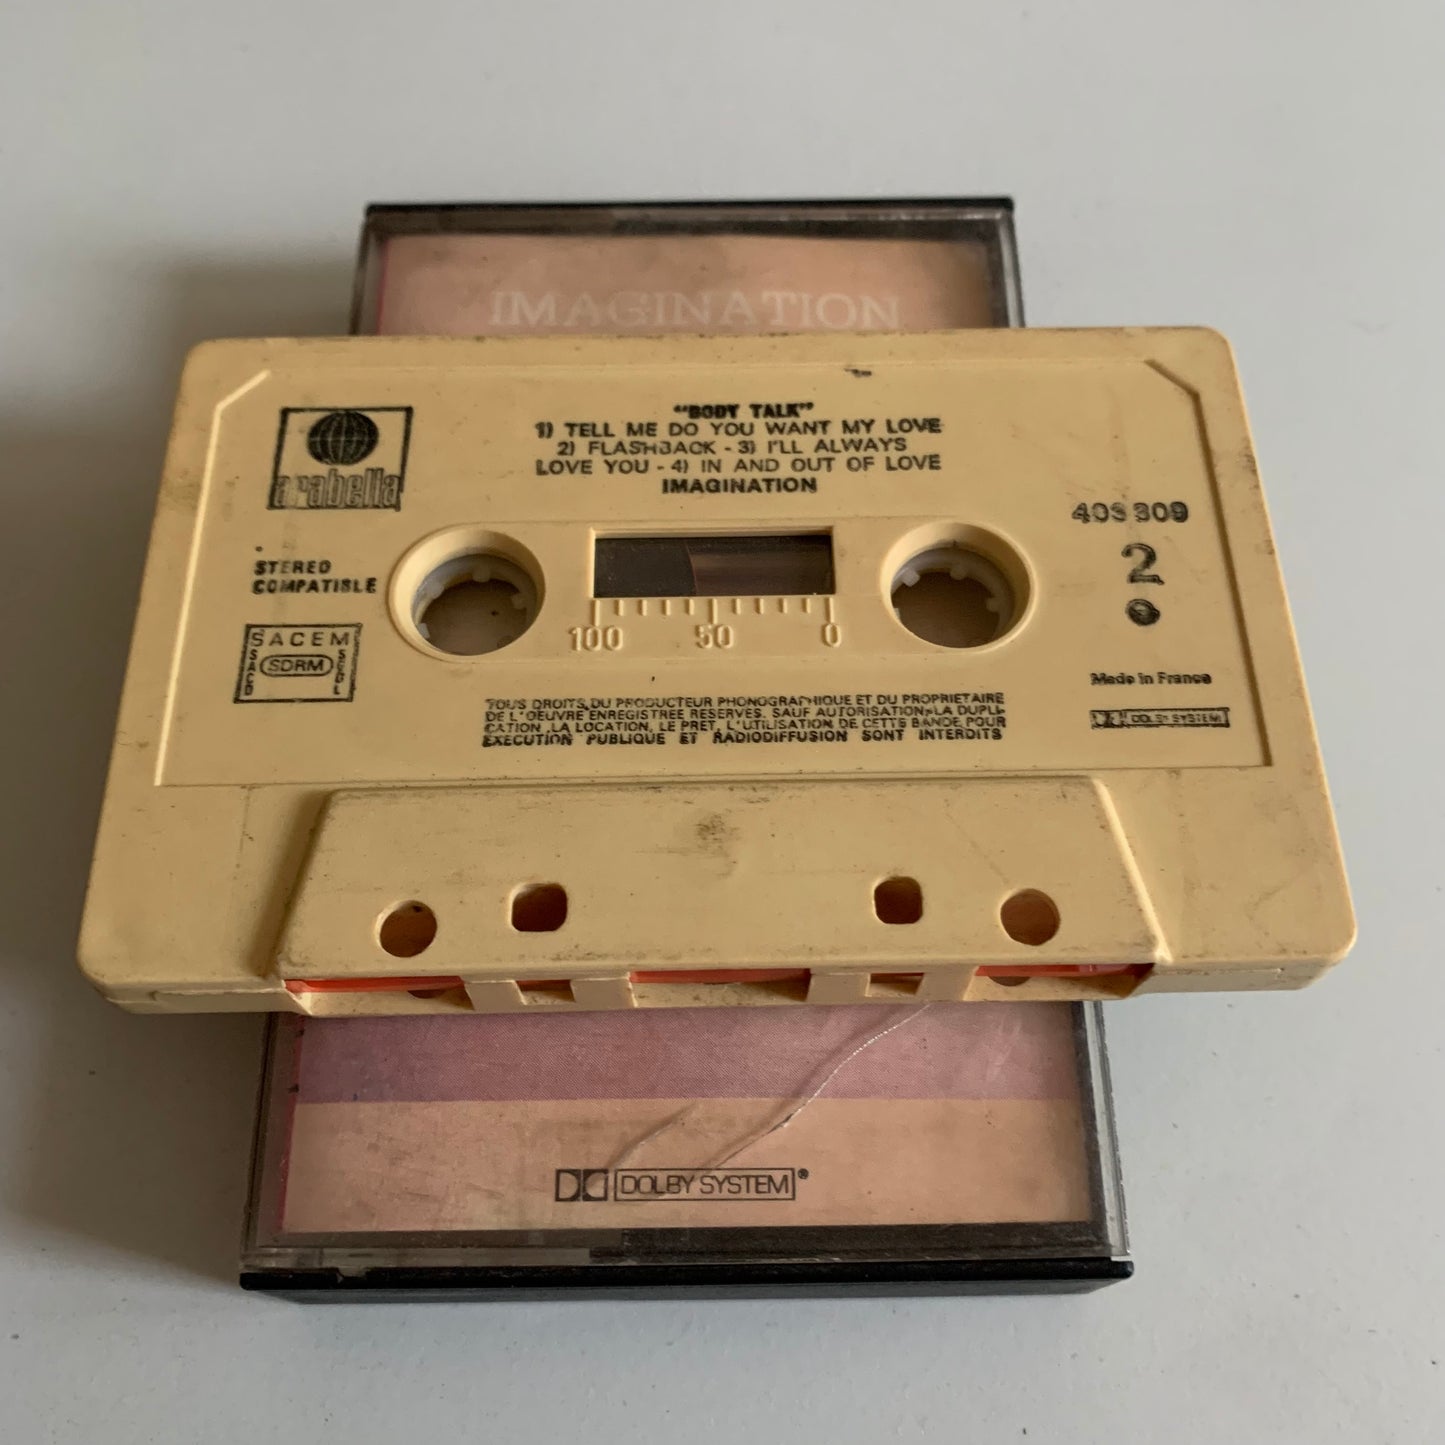 IMAGINATION
arabella
"BODY TALK"
1) TELL ME DO YOU WANT MY LOVE
2) FLASHBACK - 3) I'LL ALWAYS
LOVE YOU - 4) IN AND OUT OF LOVE
IMAGINATION
403 309
2
STEREO
COMPATIBLE
100 50 0
SACEM
SACD
SDRM
SGDL
Made in France
DOLBY SYSTEM
TOUS DROITS DU PRODUCTEUR PHONOGRAPHIQUE ET DU PROPRIETAIRE
DE L'OEUVRE ENREGISTREE RESERVES. SAUF AUTORISATION, LA DUPLI-
CATION, LA LOCATION, LE PRET, L'UTILISATION DE CETTE BANDE POUR
EXECUTION PUBLIQUE ET RADIODIFFUSION SONT INTERDITS
DOLBY SYSTEM®